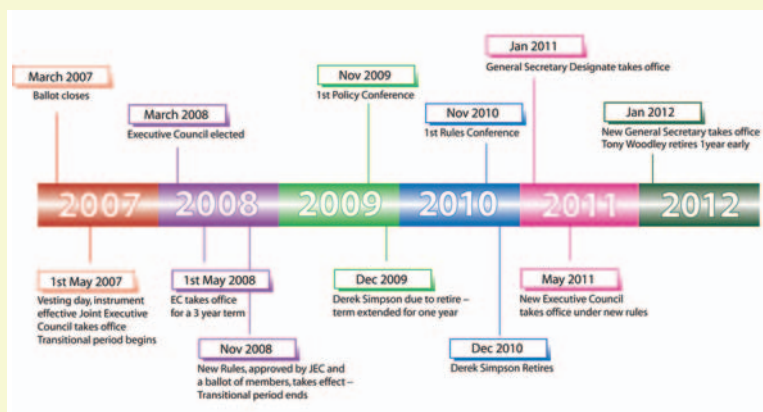 March 2007
Ballot closes
March 2008
Executive Council elected
Nov 2009
1st Policy Conference
Nov 2010
1st Rules Conference
Jan 2011
General Secretary Designate takes office
Jan 2012
New General Secretary takes office
Tony Woodley retires 1year early
2007
2008
2009
2010
2011
2012
1st May 2007
Vesting day, instrument
effective Joint Executive
Council takes office
Transitional period begins
1st May 2008
EC takes office
for a 3 year term
Nov 2008
New Rules, approved by JEC and
a ballot of members, takes effect –
Transitional period ends
Dec 2009
Derek Simpson due to retire –
term extended for one year
Dec 2010
Derek Simpson Retires
May 2011
New Executive Council
takes office under new rules